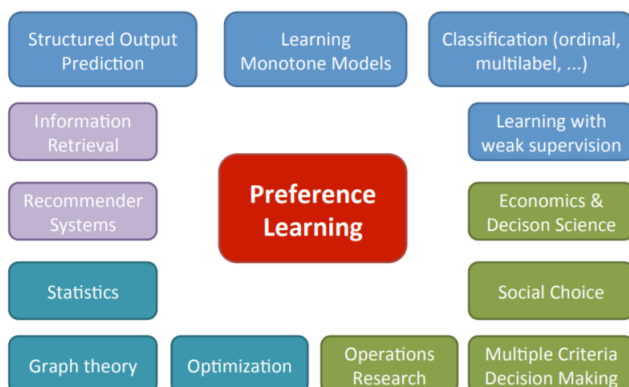 Structured Output
Prediction
Learning
Monotone Models
Classification (ordinal,
multilabel, ...)
Information
Retrieval
Learning with
weak supervision
Preference
Learning
Recommender
Systems
Economics &
Decison Science
Statistics
Social Choice
Graph theory
Optimization
Operations
Research
Multiple Criteria
Decision Making